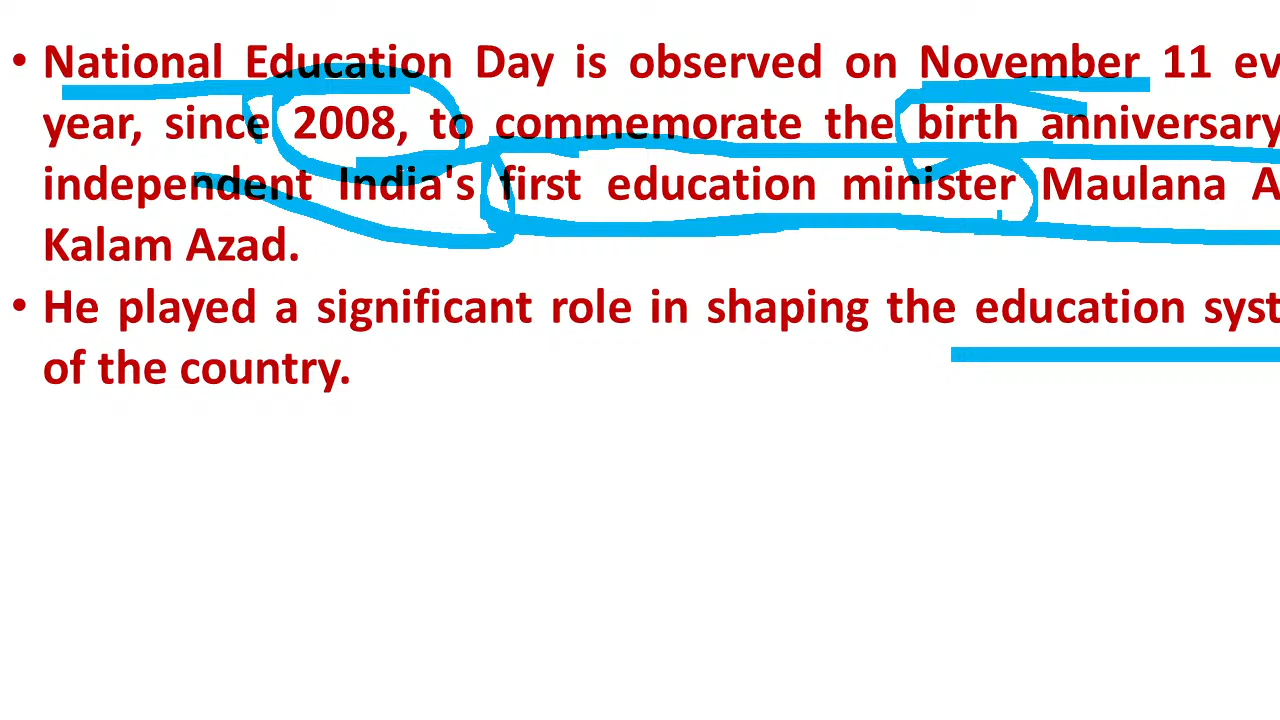 • National Education Day is observed on November 11 ev
year, since 2008, to commemorate the birth anniversary
independent India's first education minister Maulana A
Kalam Azad.
• He played a significant role in shaping the education syst
of the country.